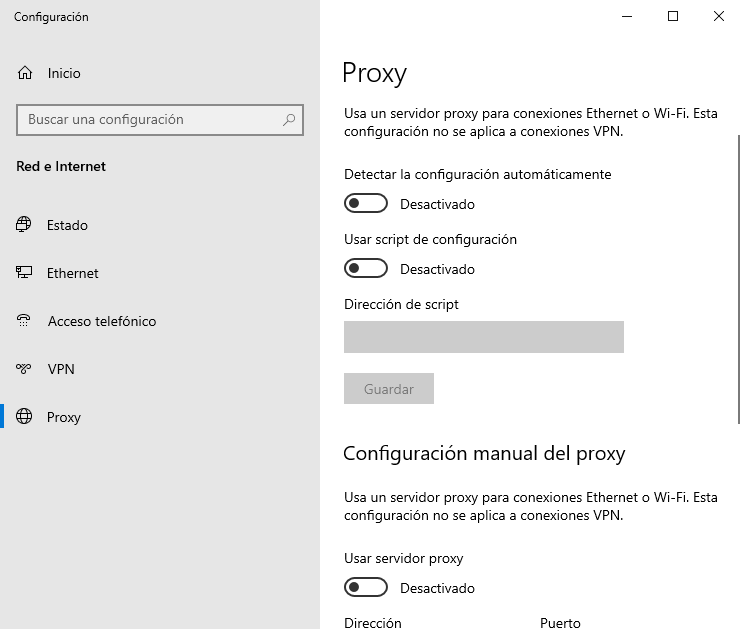 Configuración
Inicio
Buscar una configuración
Red e Internet
Estado
Ethernet
Acceso telefónico
VPN
Proxy
Proxy
Usa un servidor proxy para conexiones Ethernet o Wi-Fi. Esta
configuración no se aplica a conexiones VPN.
Detectar la configuración automáticamente
Desactivado
Usar script de configuración
Desactivado
Dirección de script
Guardar
Configuración manual del proxy
Usa un servidor proxy para conexiones Ethernet o Wi-Fi. Esta
configuración no se aplica a conexiones VPN.
Usar servidor proxy
Desactivado
Dirección Puerto